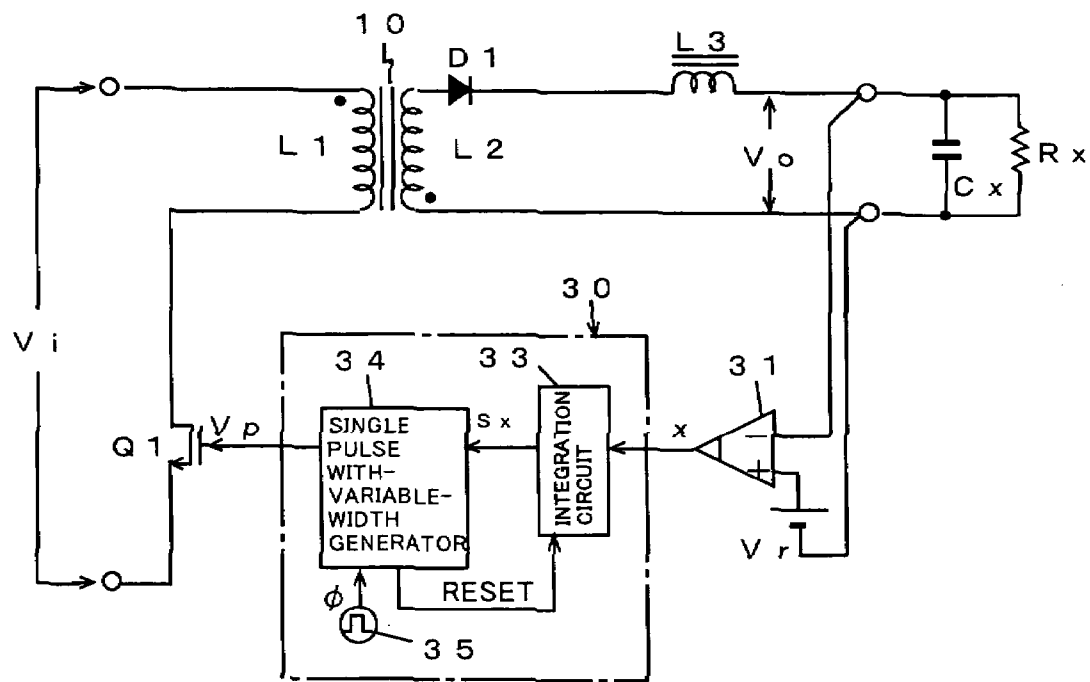 10
D1
L3
L1
L2
Vo
Cx
Rx
Vi
30
34
33
31
Q1
Vp
SINGLE
PULSE
WITH-
VARIABLE-
WIDTH
GENERATOR
Sx
INTEGRATION
CIRCUIT
x
−
+
Vr
RESET
φ
35